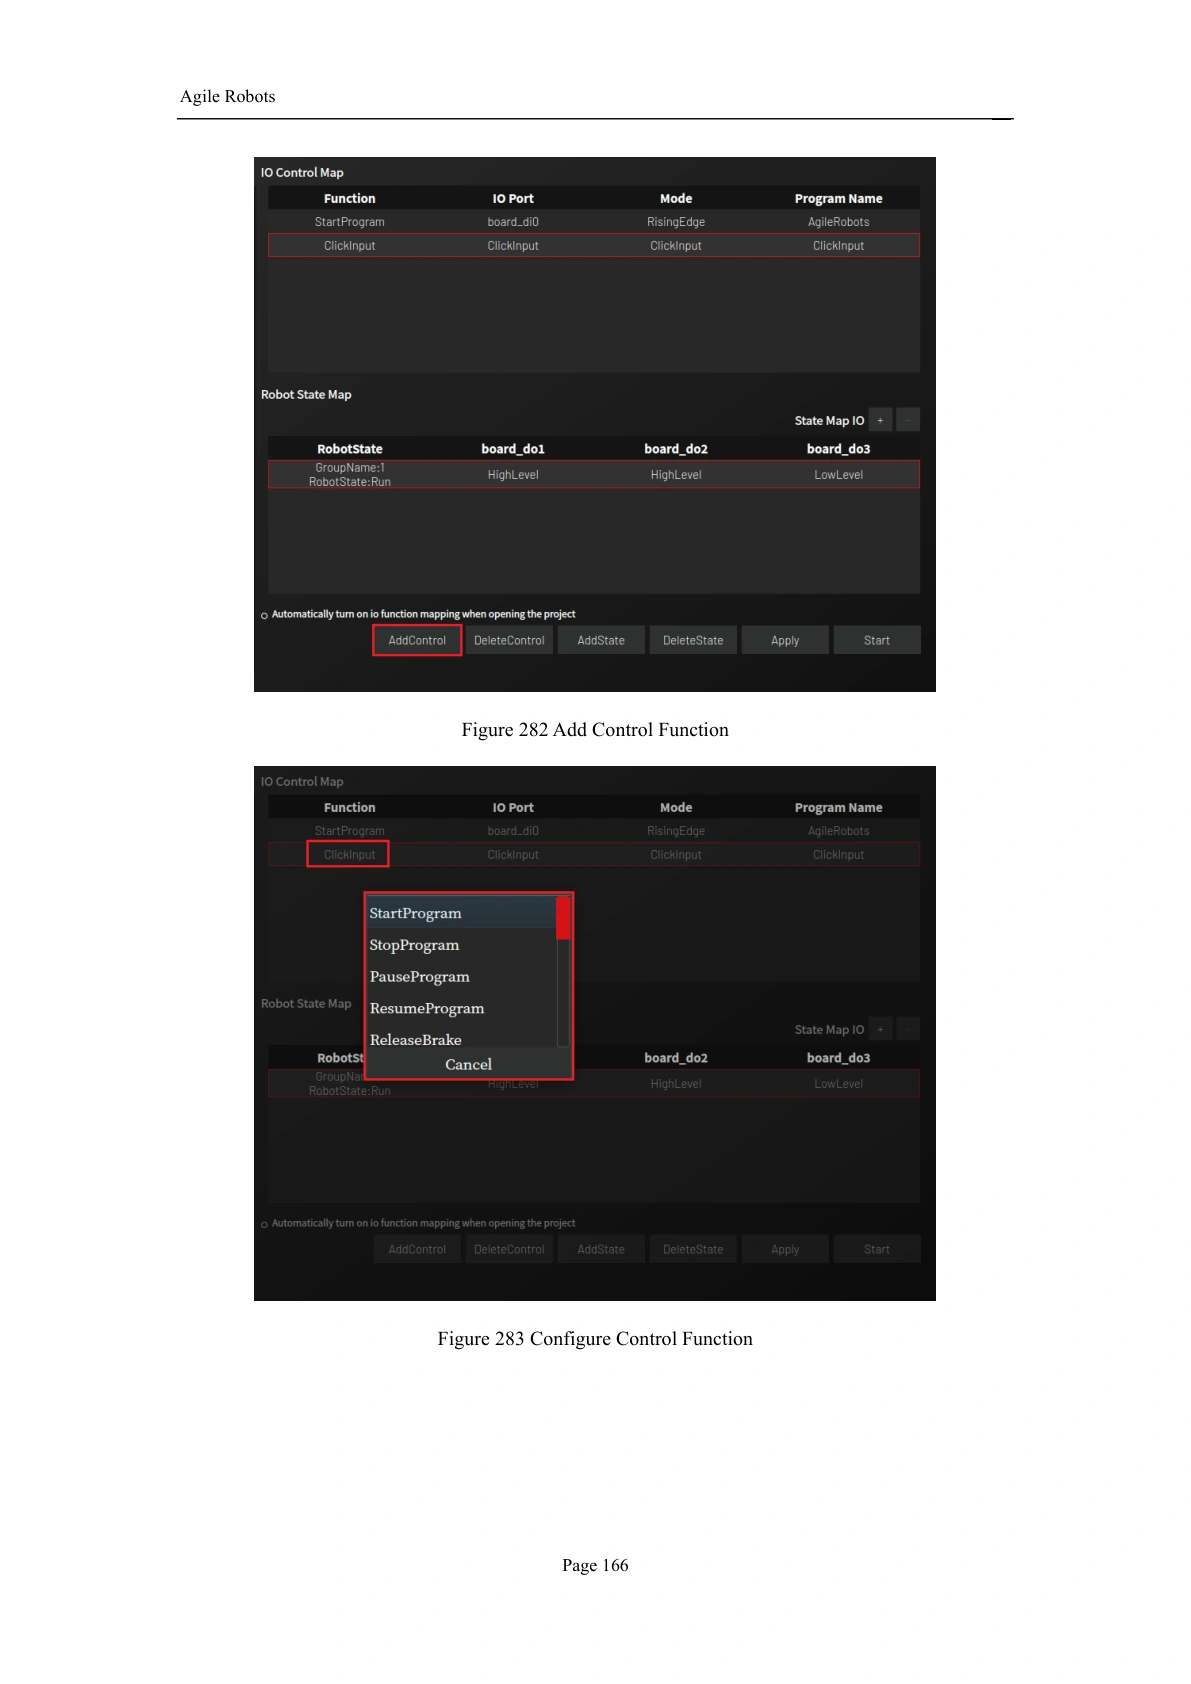 Agile Robots
IO Control Map
Function IO Port Mode Program Name
StartProgram board_di0 RisingEdge AgileRobots
ClickInput ClickInput ClickInput ClickInput
Robot State Map
State Map IO + -
RobotState board_do1 board_do2 board_do3
GroupName:1
RobotState:Run HighLevel HighLevel LowLevel
Automatically turn on io function mapping when opening the project
AddControl DeleteControl AddState DeleteState Apply Start
Figure 282 Add Control Function
IO Control Map
Function IO Port Mode Program Name
StartProgram board_di0 RisingEdge AgileRobots
ClickInput ClickInput ClickInput ClickInput
StartProgram
StopProgram
PauseProgram
ResumeProgram
ReleaseBrake
Cancel
Robot State Map
State Map IO + -
RobotSt board_do2 board_do3
GroupNa
RobotState:Run HighLevel HighLevel LowLevel
Automatically turn on io function mapping when opening the project
AddControl DeleteControl AddState DeleteState Apply Start
Figure 283 Configure Control Function
Page 166